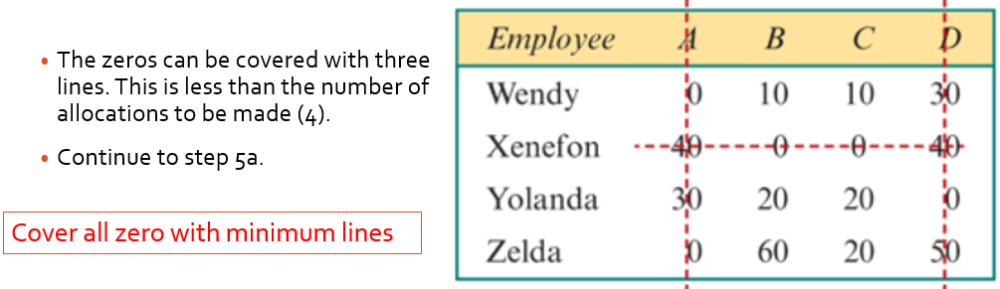 • The zeros can be covered with three
lines. This is less than the number of
allocations to be made (4).
• Continue to step 5a.
Cover all zero with minimum lines
Employee A B C D
Wendy 0 10 10 30
Xenefon 40 0 0 40
Yolanda 30 20 20 0
Zelda 0 60 20 50